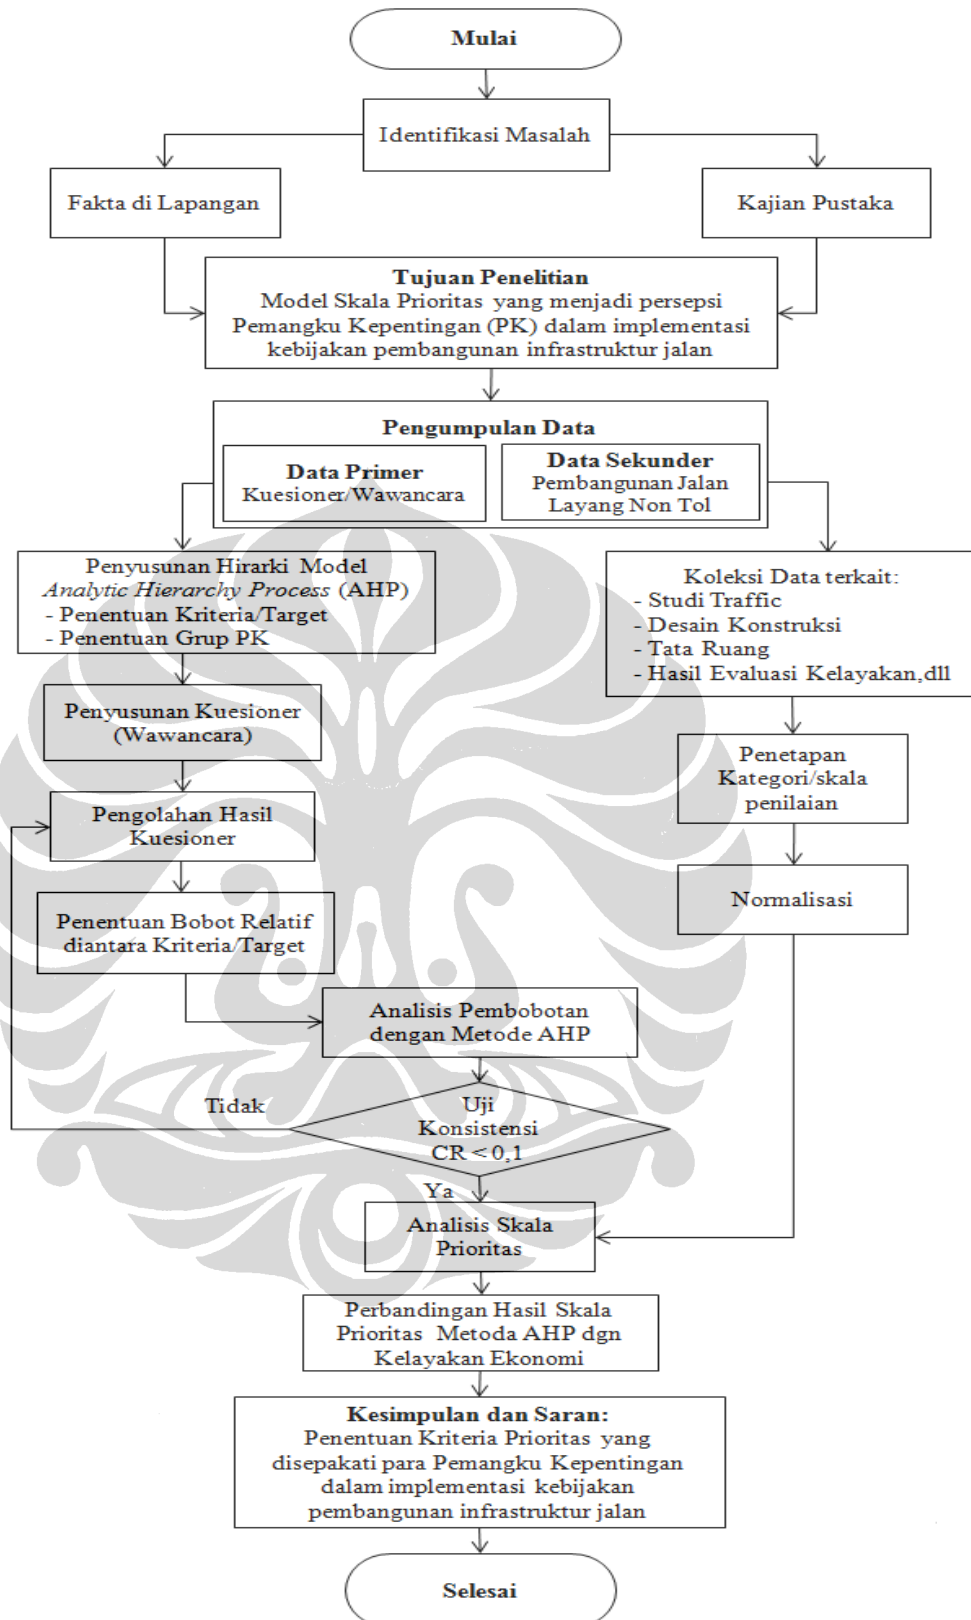 Mulai
Identifikasi Masalah
Fakta di Lapangan
Kajian Pustaka
Tujuan Penelitian
Model Skala Prioritas yang menjadi persepsi
Pemangku Kepentingan (PK) dalam implementasi
kebijakan pembangunan infrastruktur jalan
Pengumpulan Data
Data Primer
Kuesioner/Wawancara
Data Sekunder
Pembangunan Jalan
Layang Non Tol
Penyusunan Hirarki Model
Analytic Hierarchy Process (AHP)
- Penentuan Kriteria/Target
- Penentuan Grup PK
Koleksi Data terkait:
- Studi Traffic
- Desain Konstruksi
- Tata Ruang
- Hasil Evaluasi Kelayakan,dll
Penyusunan Kuesioner
(Wawancara)
Penetapan
Kategori/skala
penilaian
Pengolahan Hasil
Kuesioner
Normalisasi
Penentuan Bobot Relatif
diantara Kriteria/Target
Analisis Pembobotan
dengan Metode AHP
Tidak
Uji
Konsistensi
CR < 0,1
Ya
Analisis Skala
Prioritas
Perbandingan Hasil Skala
Prioritas Metoda AHP dgn
Kelayakan Ekonomi
Kesimpulan dan Saran:
Penentuan Kriteria Prioritas yang
disepakati para Pemangku Kepentingan
dalam implementasi kebijakan
pembangunan infrastruktur jalan
Selesai